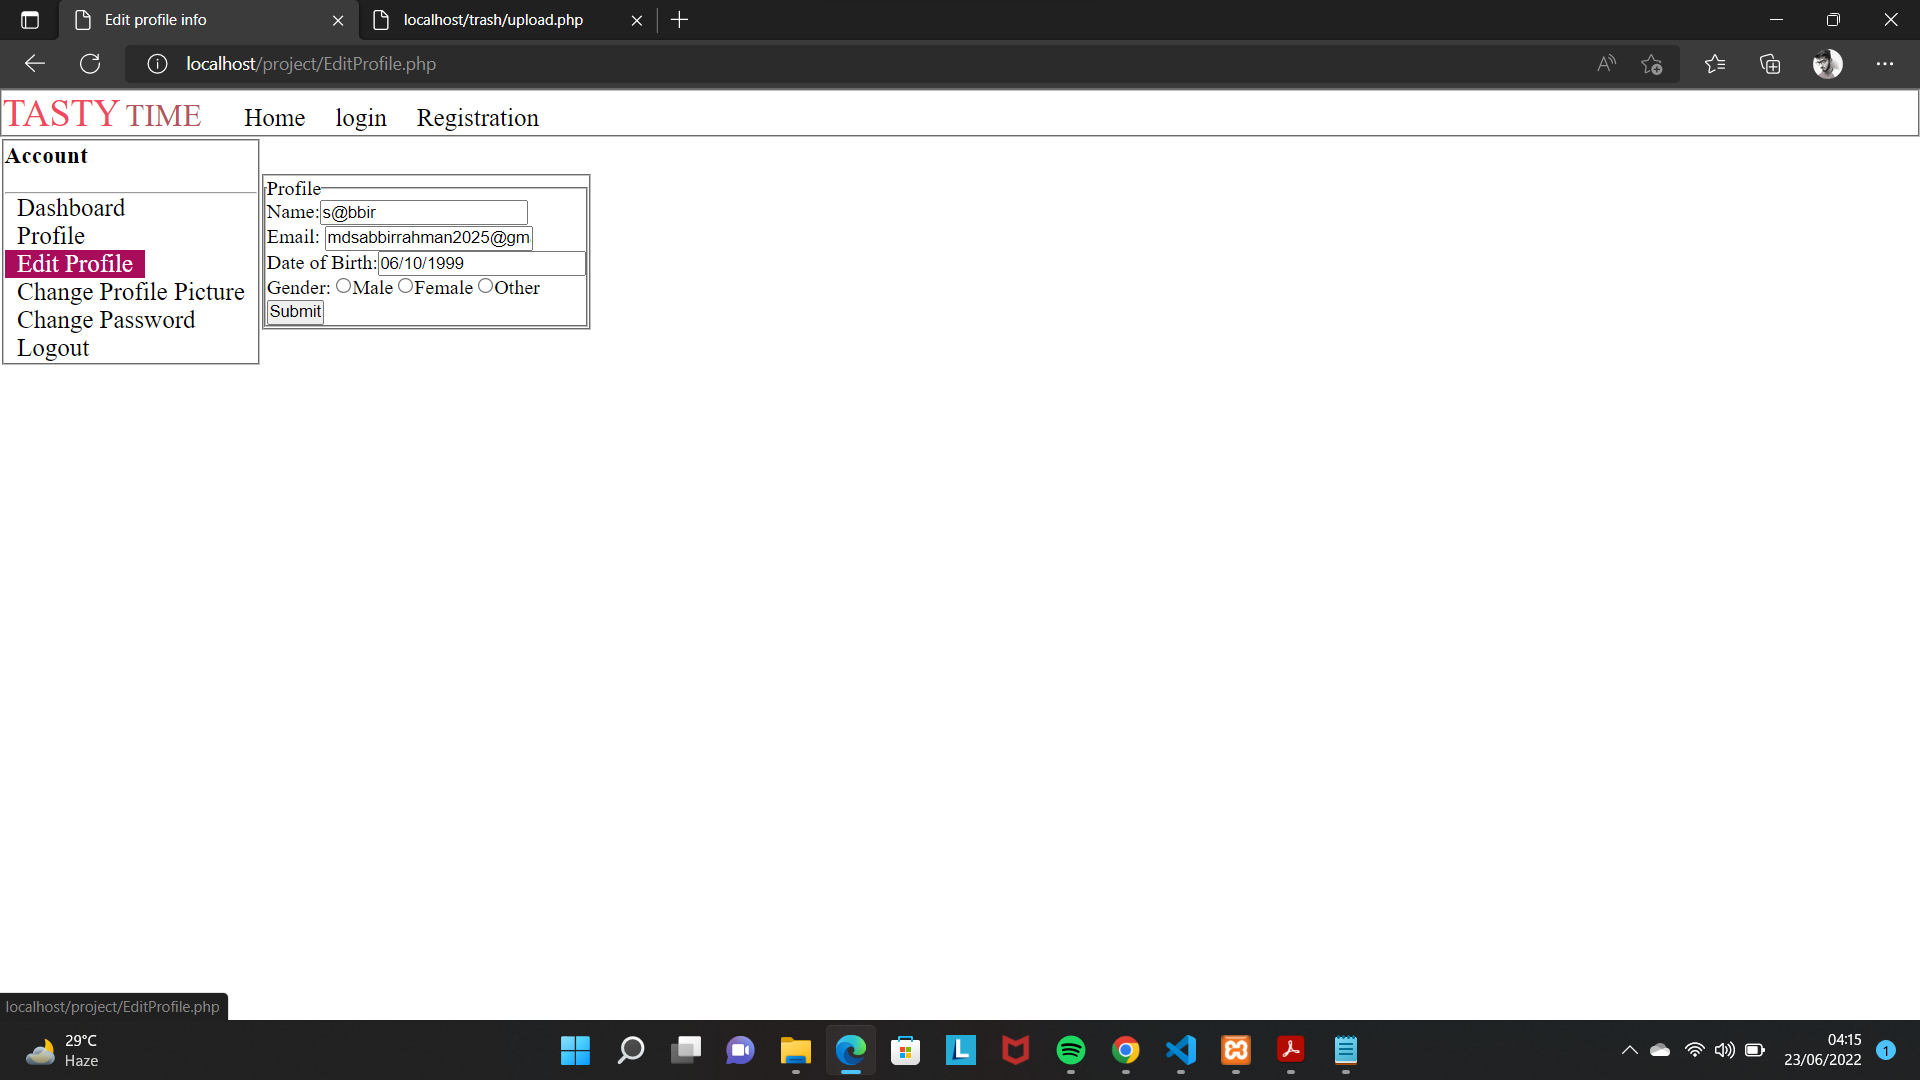 Edit profile info
localhost/trash/upload.php
localhost/project/EditProfile.php
TASTY TIME Home login Registration
Account
Dashboard
Profile
Edit Profile
Change Profile Picture
Change Password
Logout
Profile
Name: s@bbir
Email: mdsabbirrahman2025@gm
Date of Birth: 06/10/1999
Gender: Male Female Other
Submit
localhost/project/EditProfile.php
29°C
Haze
04:15
23/06/2022
1